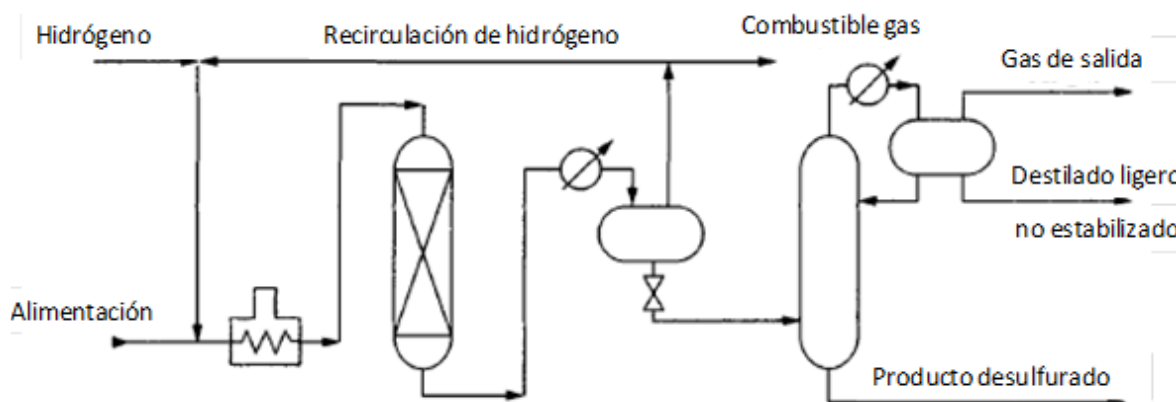 Hidrógeno
Recirculación de hidrógeno
Combustible gas
Gas de salida
Destilado ligero
no estabilizado
Alimentación
Producto desulfurado